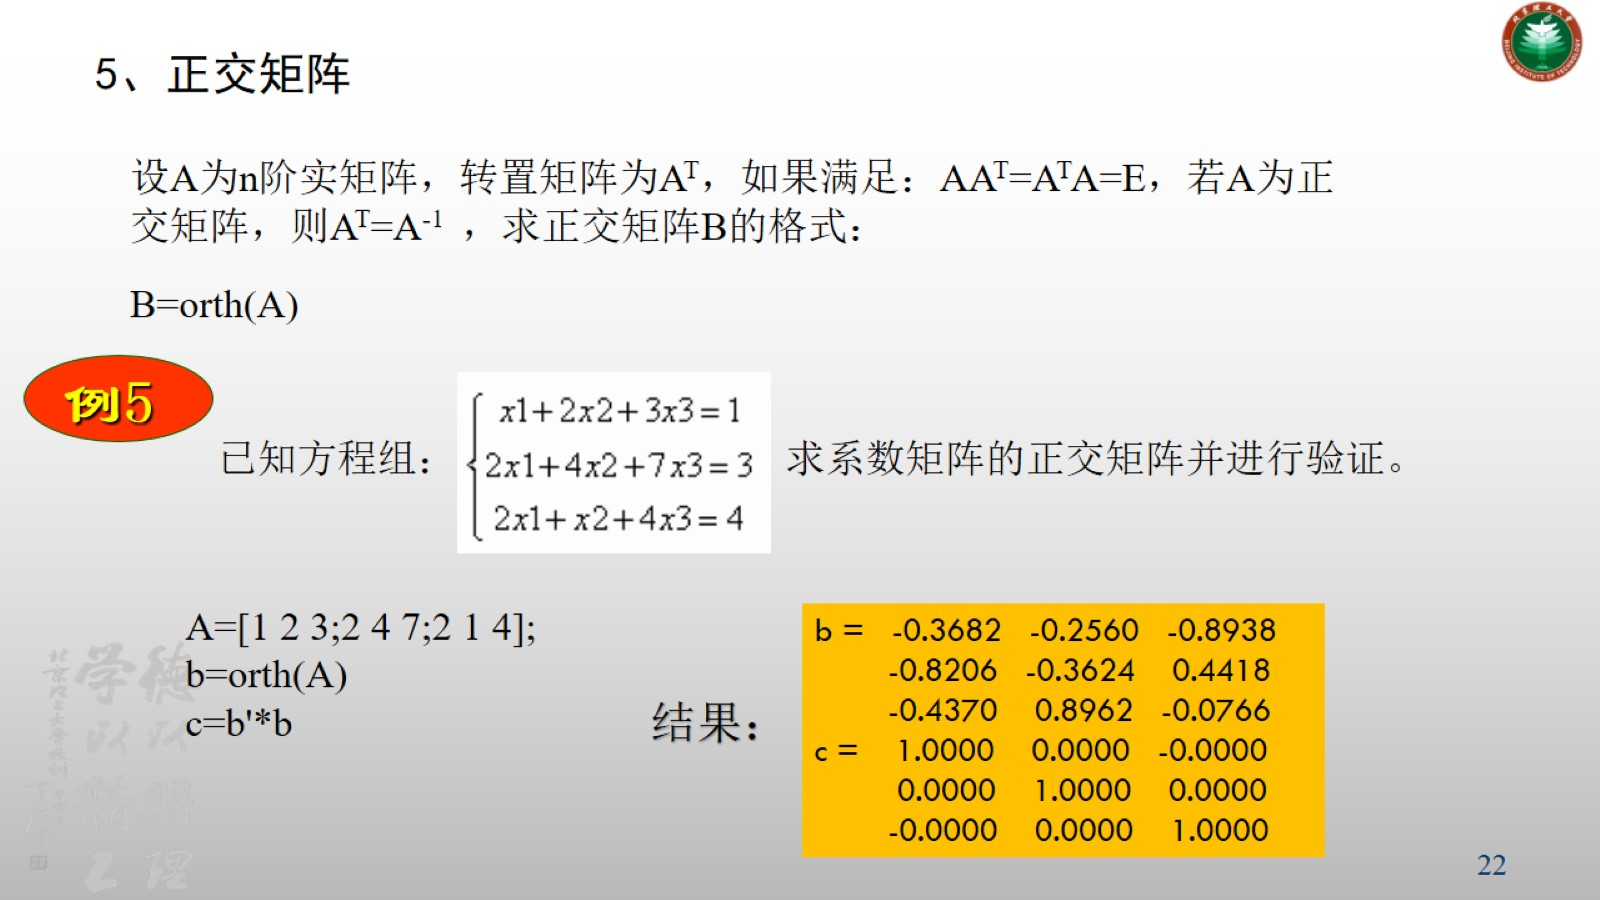 5、正交矩阵
设A为n阶实矩阵，转置矩阵为Aᵀ，如果满足：AAᵀ=AᵀA=E，若A为正
交矩阵，则Aᵀ=A⁻¹ ，求正交矩阵B的格式：
B=orth(A)
例5
已知方程组：
x1+2x2+3x3=1
2x1+4x2+7x3=3
2x1+x2+4x3=4
求系数矩阵的正交矩阵并进行验证。
A=[1 2 3;2 4 7;2 1 4];
b=orth(A)
c=b'*b
结果：
b = -0.3682 -0.2560 -0.8938
-0.8206 -0.3624 0.4418
-0.4370 0.8962 -0.0766
c = 1.0000 0.0000 -0.0000
0.0000 1.0000 0.0000
-0.0000 0.0000 1.0000
22